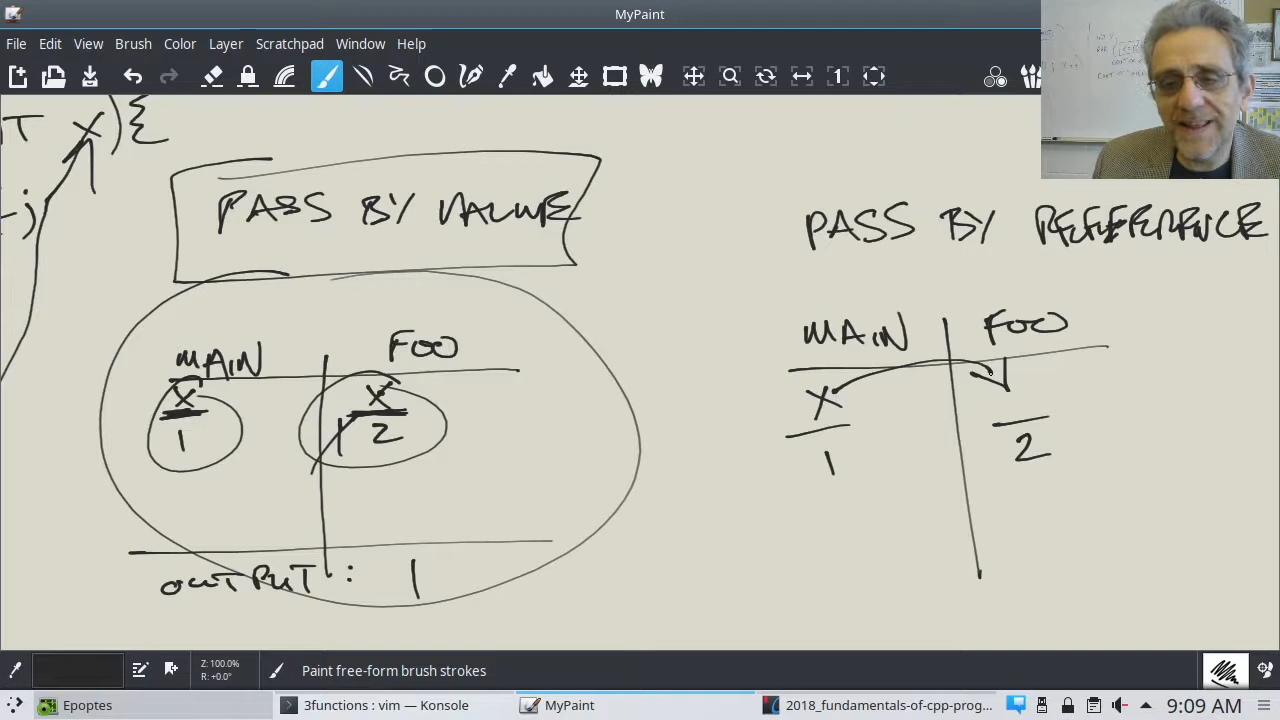 MyPaint
File Edit View Brush Color Layer Scratchpad Window Help
NT X){
PASS BY VALUE
PASS BY REFERENCE
MAIN FOO
X X
1 1 2
OUTPUT: 1
MAIN FOO
X
1 2
Z: 100.0%
R: +0.0°
Paint free-form brush strokes
Epoptes
3functions : vim — Konsole
MyPaint
2018_fundamentals-of-cpp-prog...
9:09 AM